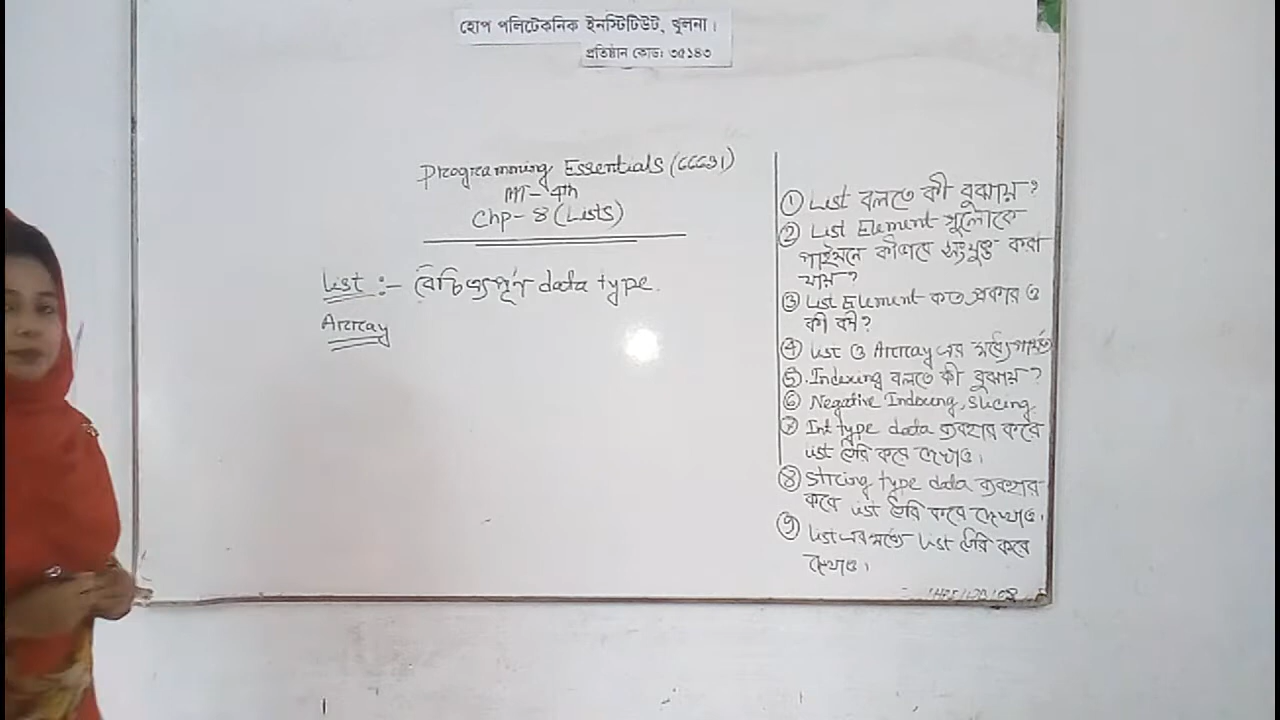 হোপ পলিটেকনিক ইনস্টিটিউট, খুলনা।
প্রতিষ্ঠান কোডঃ ৩৫১৪৩
Programming Essentials (66631)
MT - 4th
Chp - 8 (Lists)
List :- বৈচিত্র্যপূর্ণ data type.
Array
① List বলতে কী বুঝায়?
② List Element গুলোকে
পাইথনে কীভাবে সংযুক্ত করা
যায়?
③ List Element কত প্রকার ও
কী কী?
④ List ও Array এর মধ্যে পার্থক্য
⑤. Indexing বলতে কী বুঝায়?
⑥ Negative Indexing, slicing
⑦ Int type data ব্যবহার করে
List তৈরি করে দেখাও।
⑧ String type data ব্যবহার
করে List তৈরি করে দেখাও।
⑨ List এর মধ্যে List তৈরি করে
দেখাও।